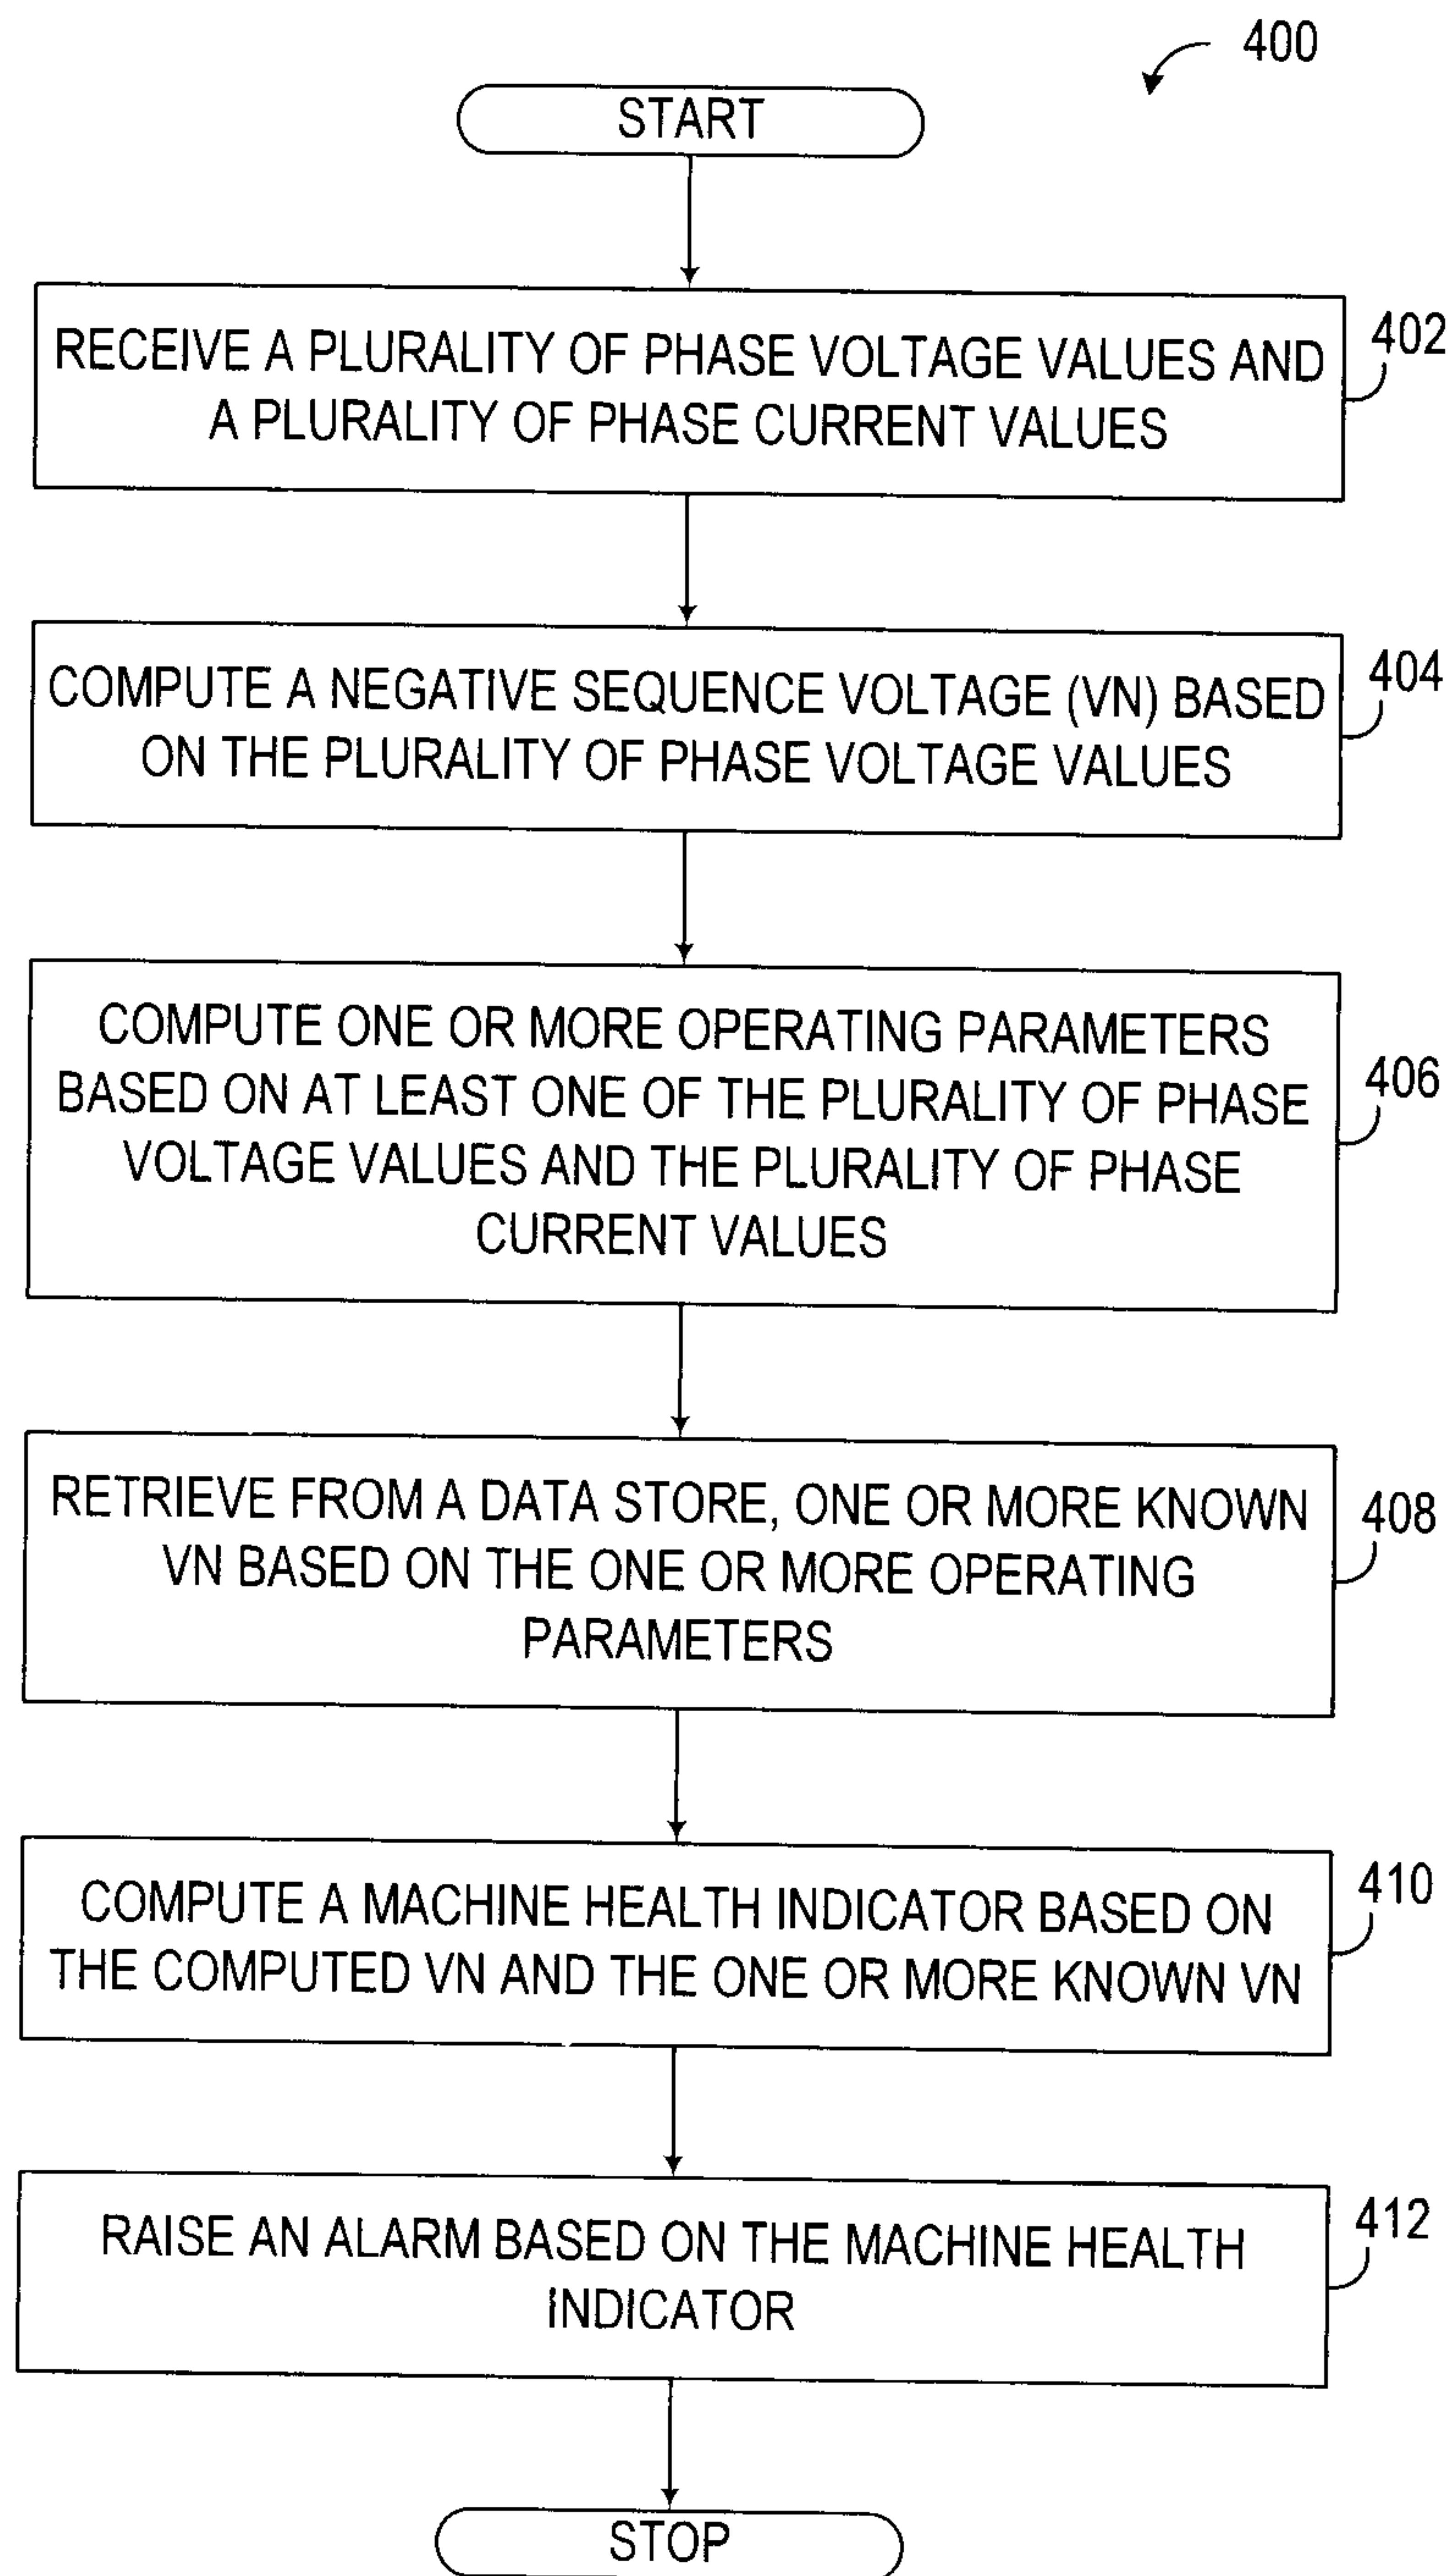 400
START
RECEIVE A PLURALITY OF PHASE VOLTAGE VALUES AND
A PLURALITY OF PHASE CURRENT VALUES
402
COMPUTE A NEGATIVE SEQUENCE VOLTAGE (VN) BASED
ON THE PLURALITY OF PHASE VOLTAGE VALUES
404
COMPUTE ONE OR MORE OPERATING PARAMETERS
BASED ON AT LEAST ONE OF THE PLURALITY OF PHASE
VOLTAGE VALUES AND THE PLURALITY OF PHASE
CURRENT VALUES
406
RETRIEVE FROM A DATA STORE, ONE OR MORE KNOWN
VN BASED ON THE ONE OR MORE OPERATING
PARAMETERS
408
COMPUTE A MACHINE HEALTH INDICATOR BASED ON
THE COMPUTED VN AND THE ONE OR MORE KNOWN VN
410
RAISE AN ALARM BASED ON THE MACHINE HEALTH
INDICATOR
412
STOP